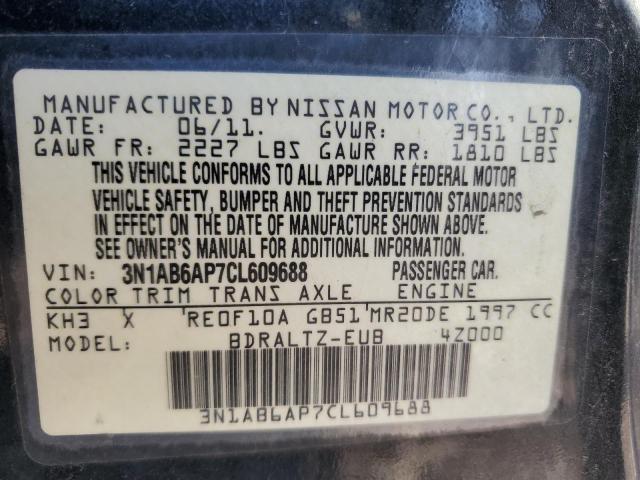 MANUFACTURED BY NISSAN MOTOR CO., LTD.
DATE: 06/11. GVWR: 3951 LBS
GAWR FR: 2227 LBS GAWR RR: 1810 LBS
THIS VEHICLE CONFORMS TO ALL APPLICABLE FEDERAL MOTOR
VEHICLE SAFETY, BUMPER AND THEFT PREVENTION STANDARDS
IN EFFECT ON THE DATE OF MANUFACTURE SHOWN ABOVE.
SEE OWNER'S MANUAL FOR ADDITIONAL INFORMATION.
VIN: 3N1AB6AP7CL609688 PASSENGER CAR.
COLOR TRIM TRANS AXLE ENGINE
KH3 X 'RE0F10A GB51'MR20DE 1997 CC
MODEL: BDRALTZ-EUB 4Z000
3N1AB6AP7CL609688